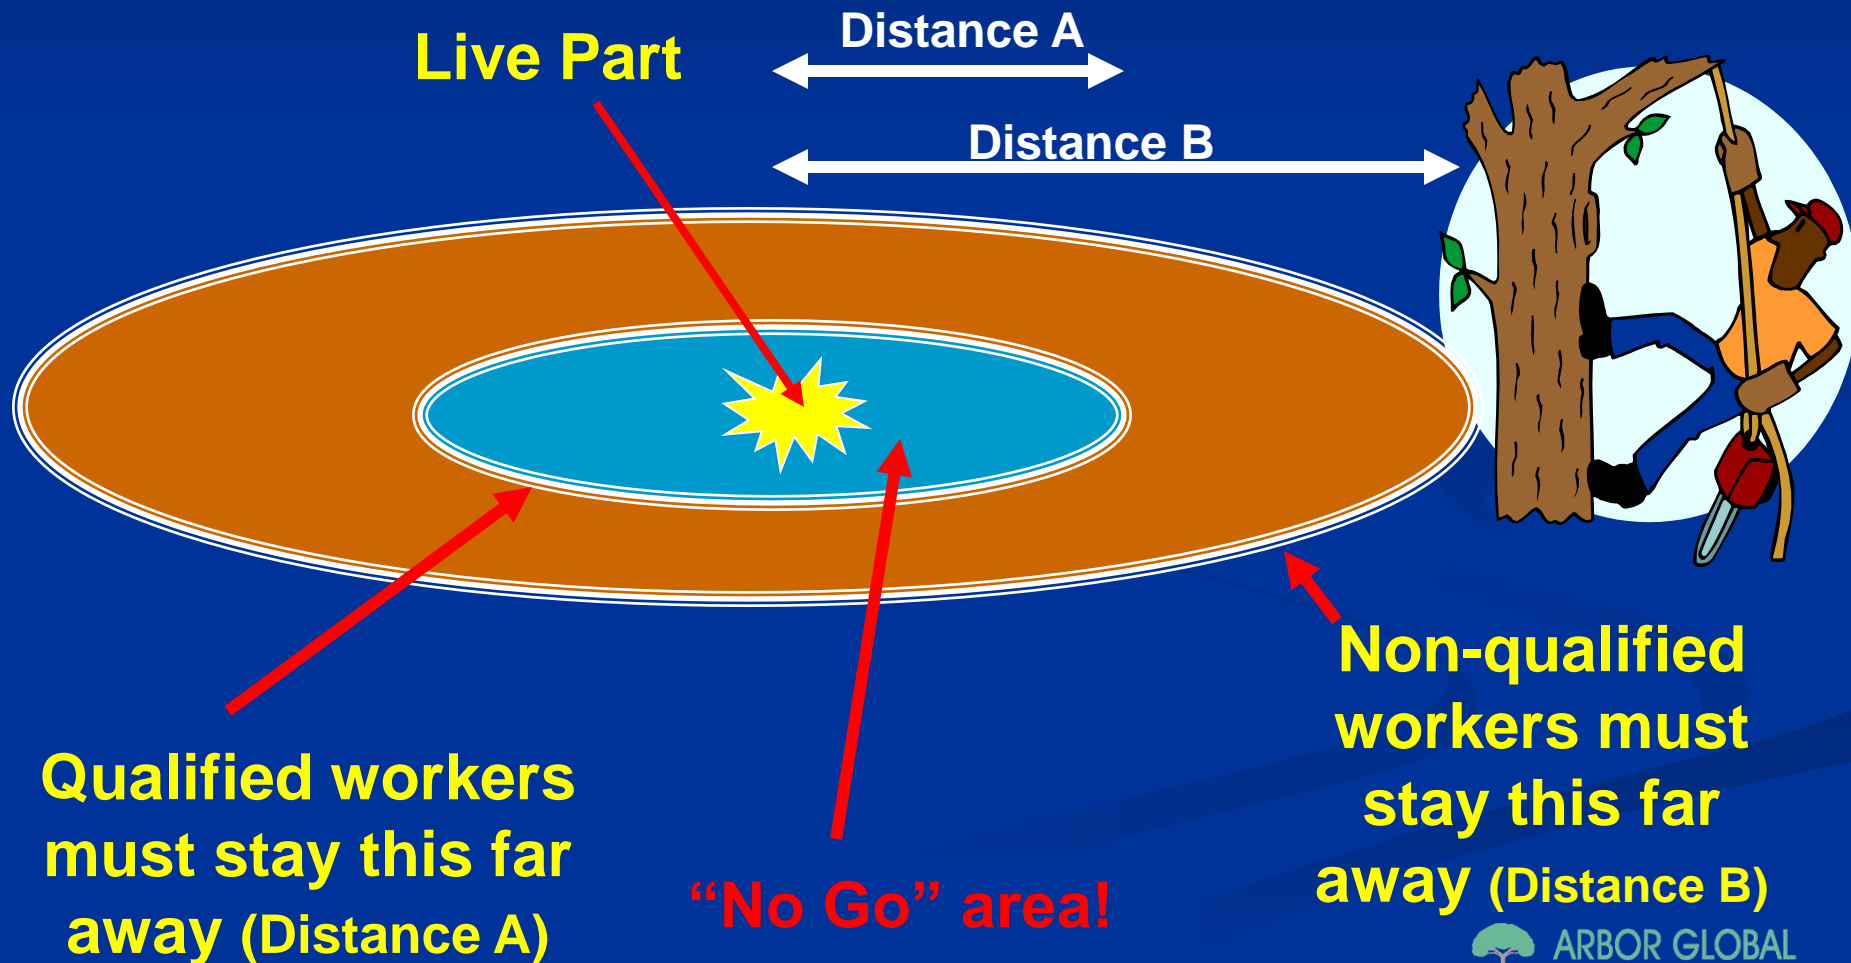 Live Part
Distance A
Distance B
Qualified workers
must stay this far
away (Distance A)
“No Go” area!
Non-qualified
workers must
stay this far
away (Distance B)
ARBOR GLOBAL